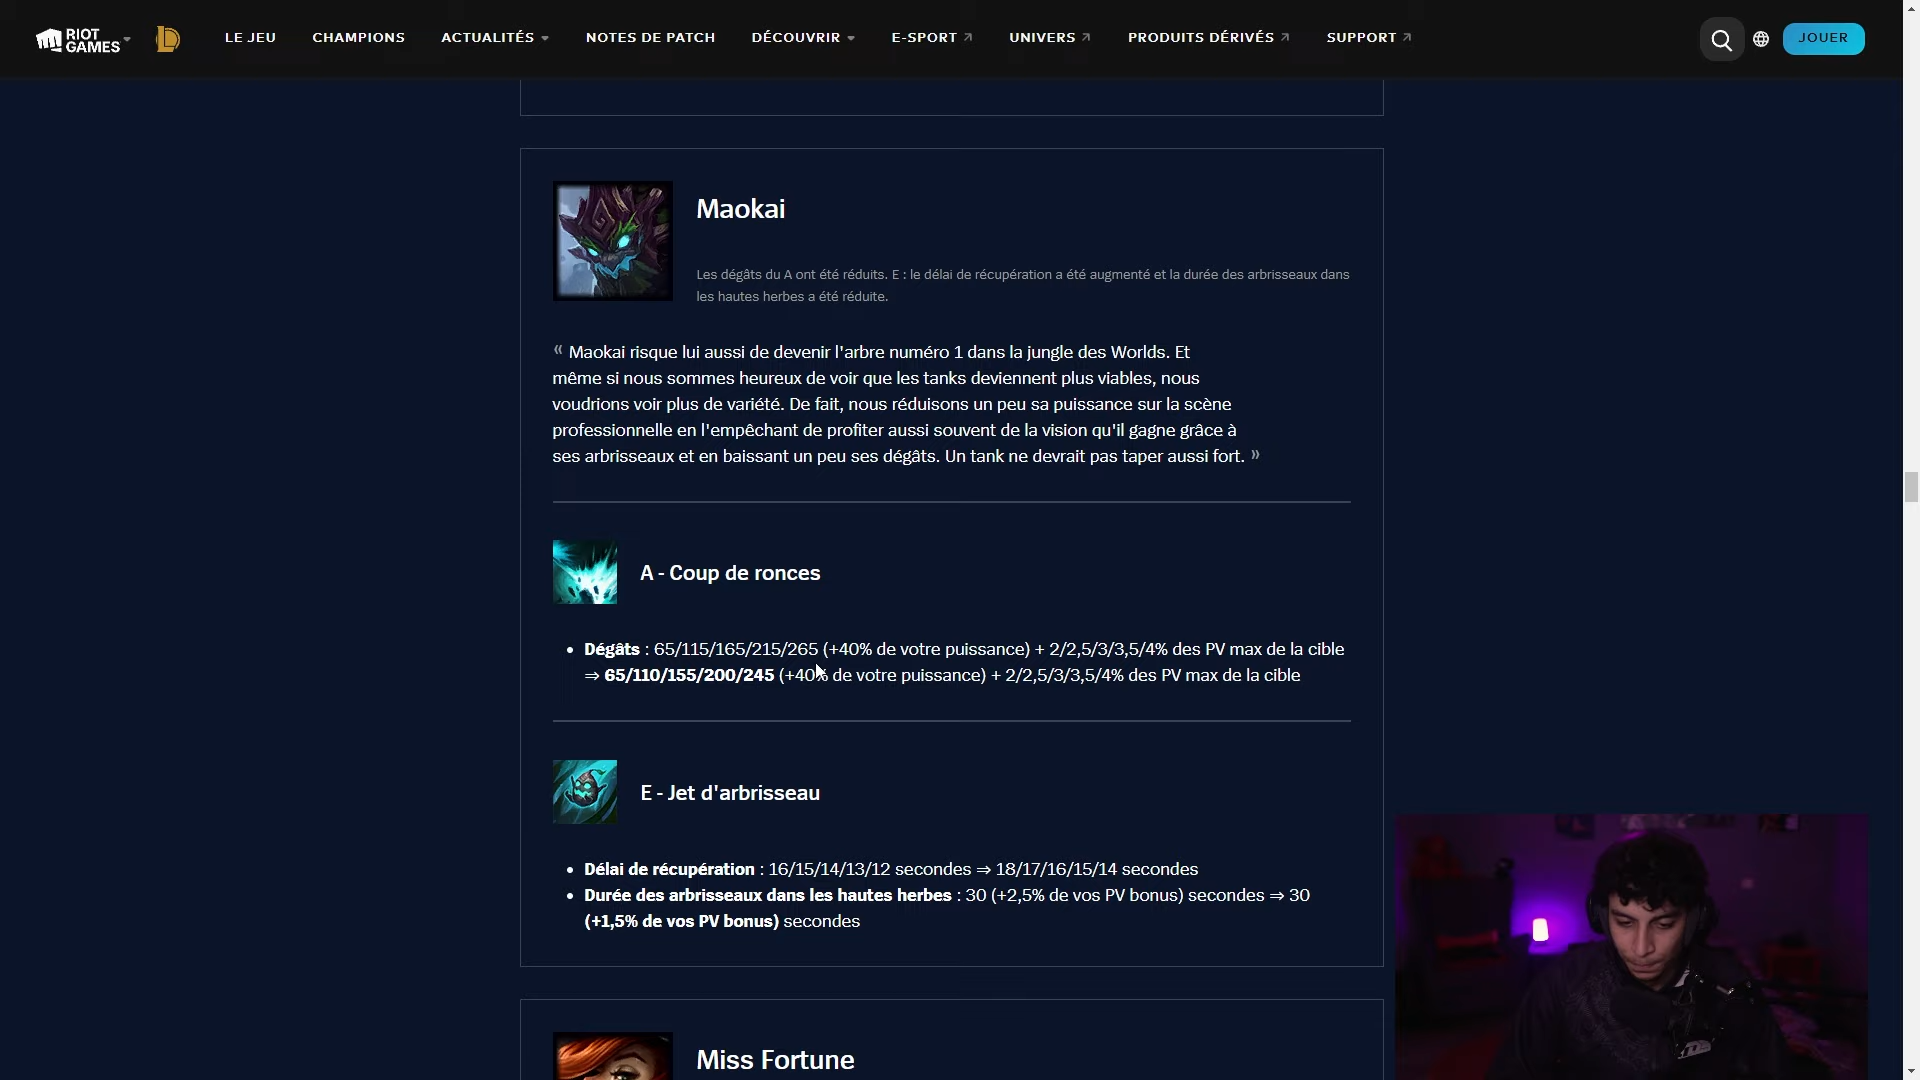 RIOT GAMES
LE JEU
CHAMPIONS
ACTUALITÉS
NOTES DE PATCH
DÉCOUVRIR
E-SPORT
UNIVERS
PRODUITS DÉRIVÉS
SUPPORT
JOUER
Maokai
Les dégâts du A ont été réduits. E : le délai de récupération a été augmenté et la durée des arbrisseaux dans
les hautes herbes a été réduite.
« Maokai risque lui aussi de devenir l'arbre numéro 1 dans la jungle des Worlds. Et
même si nous sommes heureux de voir que les tanks deviennent plus viables, nous
voudrions voir plus de variété. De fait, nous réduisons un peu sa puissance sur la scène
professionnelle en l'empêchant de profiter aussi souvent de la vision qu'il gagne grâce à
ses arbrisseaux et en baissant un peu ses dégâts. Un tank ne devrait pas taper aussi fort. »
A - Coup de ronces
• Dégâts : 65/115/165/215/265 (+40% de votre puissance) + 2/2,5/3/3,5/4% des PV max de la cible
⇒ 65/110/155/200/245 (+40% de votre puissance) + 2/2,5/3/3,5/4% des PV max de la cible
E - Jet d'arbrisseau
• Délai de récupération : 16/15/14/13/12 secondes ⇒ 18/17/16/15/14 secondes
• Durée des arbrisseaux dans les hautes herbes : 30 (+2,5% de vos PV bonus) secondes ⇒ 30
(+1,5% de vos PV bonus) secondes
Miss Fortune